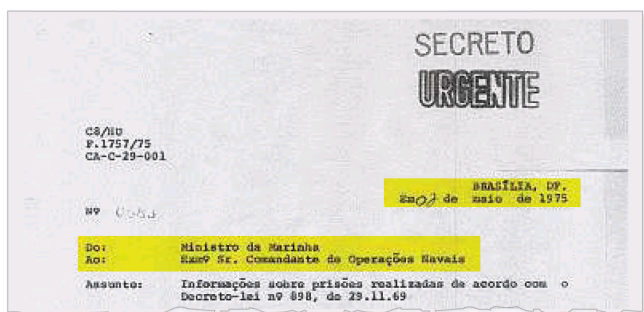 SECRETO
URGENTE
CS/HU
P.1757/75
CA-C-29-001
BRASÍLIA, DF.
Em 02 de maio de 1975
Nº
Do: Ministro da Marinha
Ao: Exmº Sr. Comandante de Operações Navais
Assunto: Informações sobre prisões realizadas de acordo com o
Decreto-lei nº 898, de 29.11.69